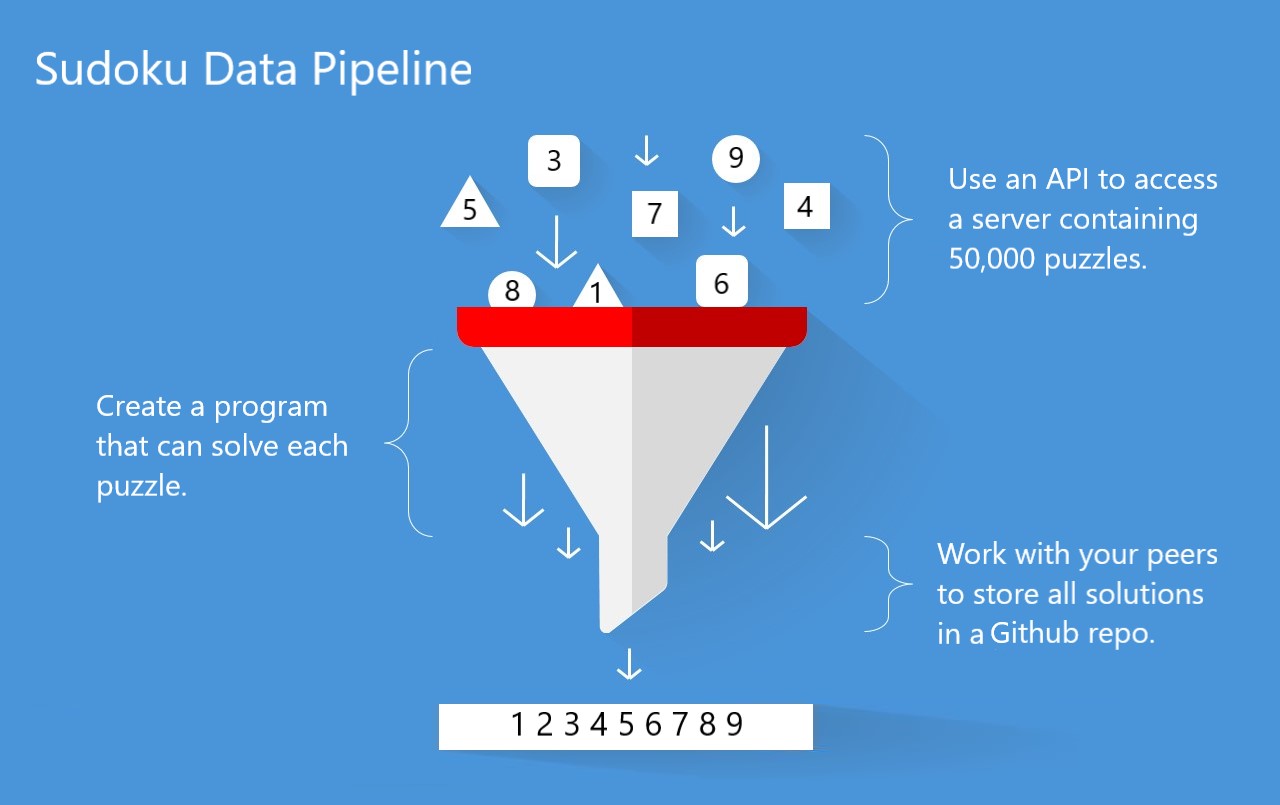 Sudoku Data Pipeline
3
9
5
7
4
8
1
6
Use an API to access
a server containing
50,000 puzzles.
Create a program
that can solve each
puzzle.
Work with your peers
to store all solutions
in a Github repo.
1 2 3 4 5 6 7 8 9